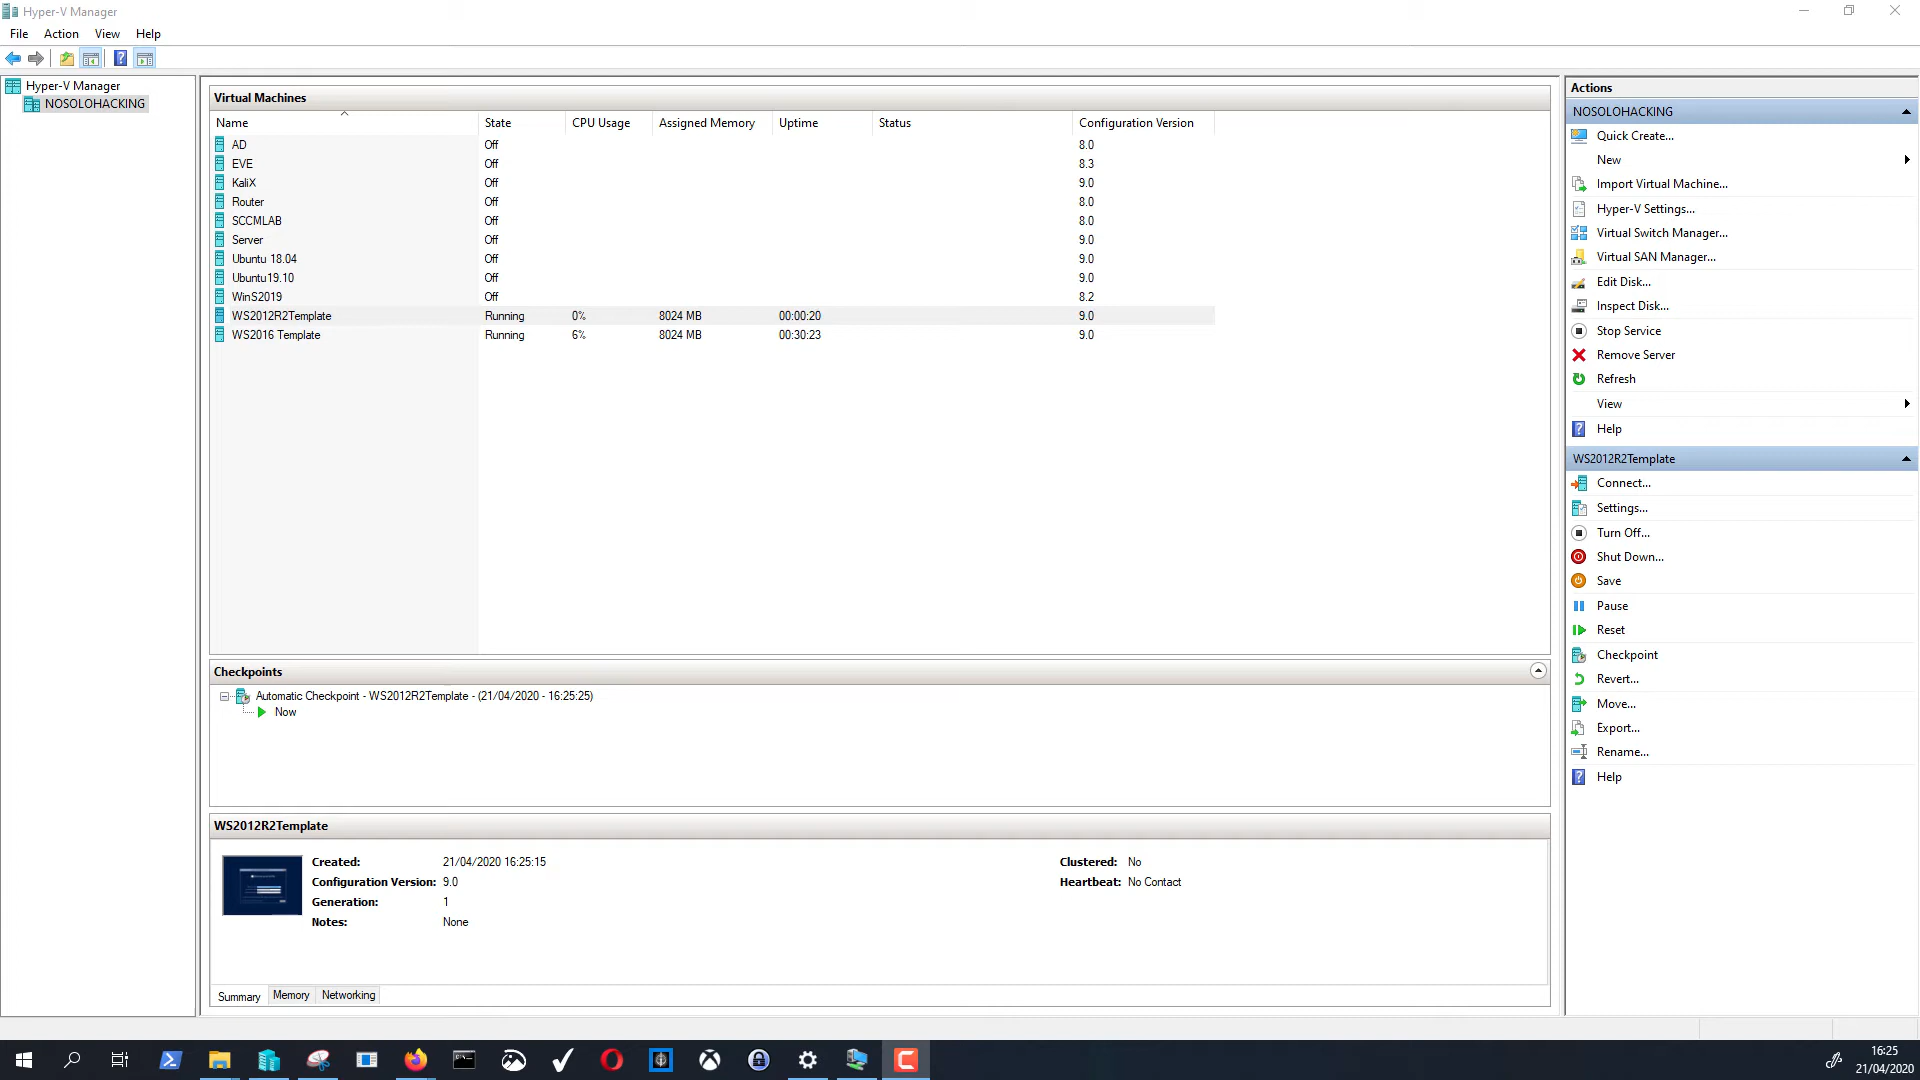 Hyper-V Manager
File Action View Help
Hyper-V Manager
NOSOLOHACKING
Virtual Machines
Name State CPU Usage Assigned Memory Uptime Status Configuration Version
AD Off 8.0
EVE Off 8.3
KaliX Off 9.0
Router Off 8.0
SCCMLAB Off 8.0
Server Off 9.0
Ubuntu 18.04 Off 9.0
Ubuntu19.10 Off 9.0
WinS2019 Off 8.2
WS2012R2Template Running 0% 8024 MB 00:00:20 9.0
WS2016 Template Running 6% 8024 MB 00:30:23 9.0
Checkpoints
Automatic Checkpoint - WS2012R2Template - (21/04/2020 - 16:25:25)
Now
WS2012R2Template
Created: 21/04/2020 16:25:15 Clustered: No
Configuration Version: 9.0 Heartbeat: No Contact
Generation: 1
Notes: None
Summary Memory Networking
Actions
NOSOLOHACKING
Quick Create...
New
Import Virtual Machine...
Hyper-V Settings...
Virtual Switch Manager...
Virtual SAN Manager...
Edit Disk...
Inspect Disk...
Stop Service
Remove Server
Refresh
View
Help
WS2012R2Template
Connect...
Settings...
Turn Off...
Shut Down...
Save
Pause
Reset
Checkpoint
Revert...
Move...
Export...
Rename...
Help
16:25
21/04/2020